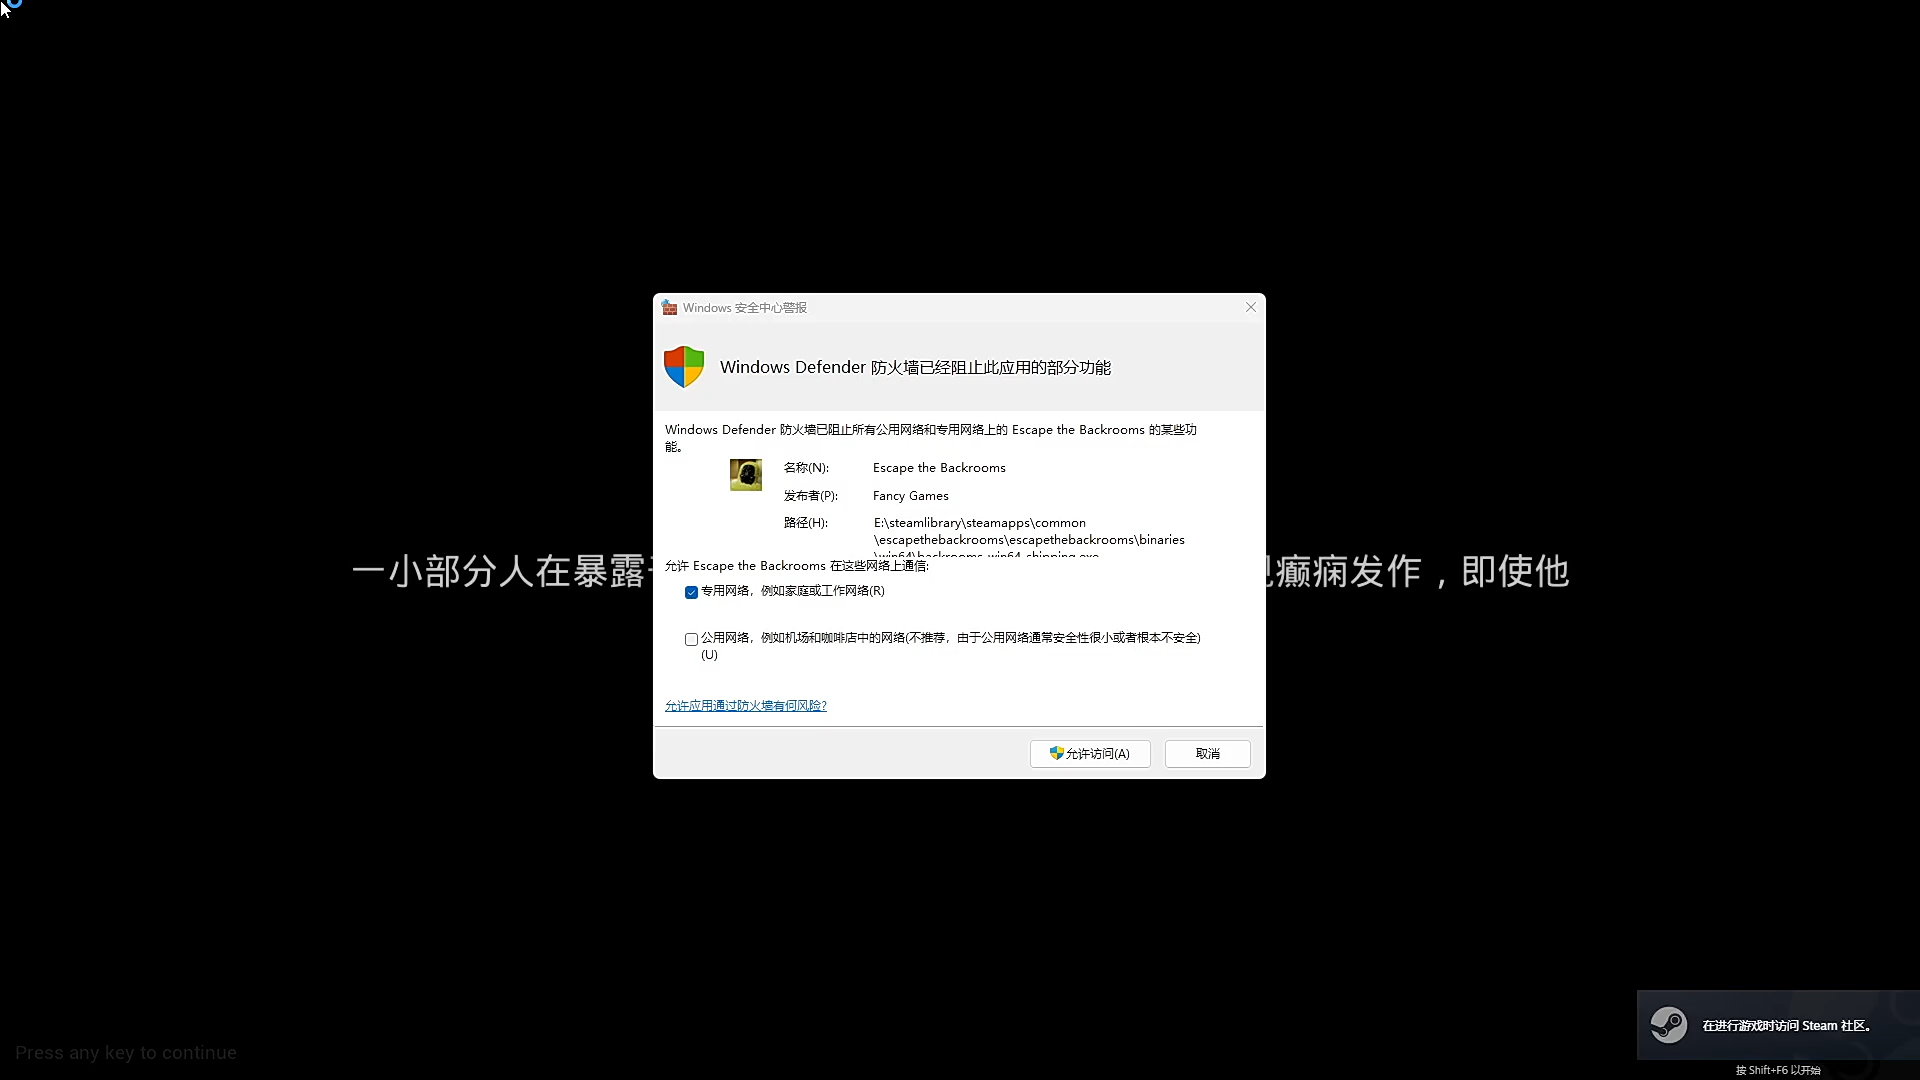 Windows 安全中心警报
Windows Defender 防火墙已经阻止此应用的部分功能
Windows Defender 防火墙已阻止所有公用网络和专用网络上的 Escape the Backrooms 的某些功
能。
名称(N): Escape the Backrooms
发布者(P): Fancy Games
路径(H): E:\steamlibrary\steamapps\common
\escapethebackrooms\escapethebackrooms\binaries
\win64\backrooms-win64-shipping.exe
允许 Escape the Backrooms 在这些网络上通信:
一小部分人在暴露
癫痫发作，即使他
专用网络，例如家庭或工作网络(R)
公用网络，例如机场和咖啡店中的网络(不推荐，由于公用网络通常安全性很小或者根本不安全)
(U)
允许应用通过防火墙有何风险?
允许访问(A) 取消
在进行游戏时访问 Steam 社区。
Press any key to continue
按 Shift+F6 以开始